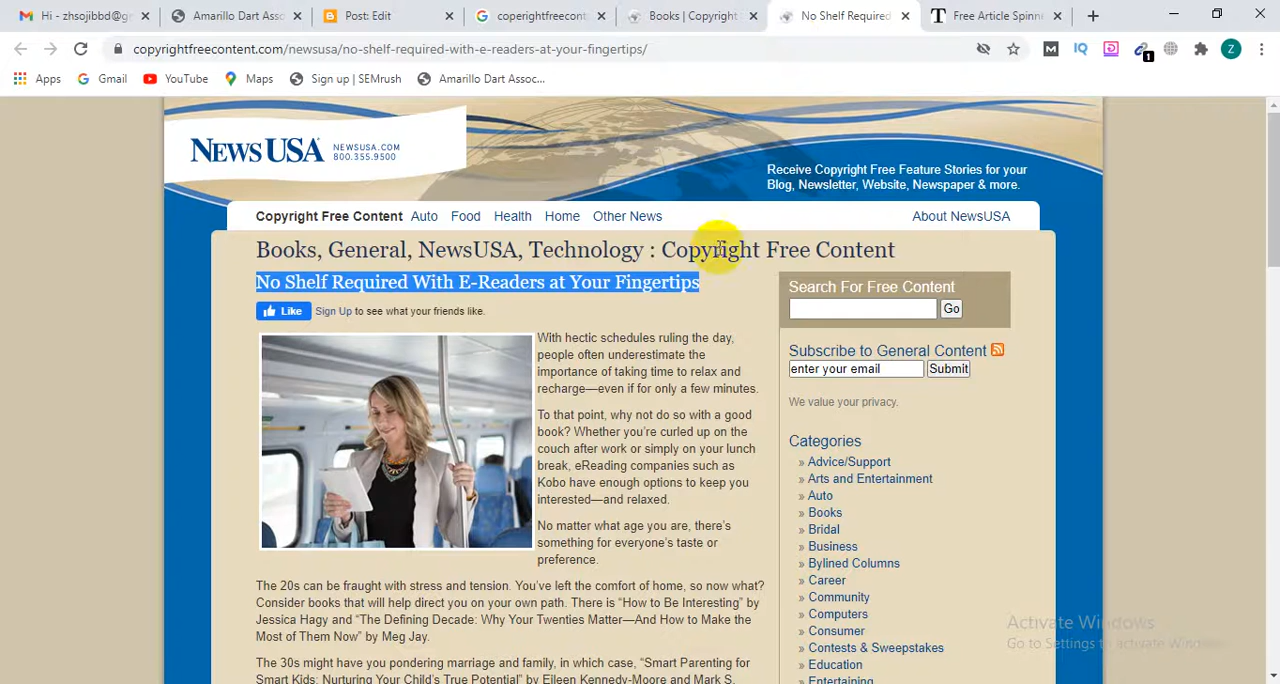 Hi - zhsojibbd@g
Amarillo Dart Asso
Post: Edit
coperightfreecont
Books | Copyright
No Shelf Required
Free Article Spinn
copyrightfreecontent.com/newsusa/no-shelf-required-with-e-readers-at-your-fingertips/
Apps
Gmail
YouTube
Maps
Sign up | SEMrush
Amarillo Dart Assoc...
NEWSUSA
NEWSUSA.COM
800.355.9500
Receive Copyright Free Feature Stories for your
Blog, Newsletter, Website, Newspaper & more.
Copyright Free Content Auto Food Health Home Other News About NewsUSA
Books, General, NewsUSA, Technology : Copyright Free Content
No Shelf Required With E-Readers at Your Fingertips
Like Sign Up to see what your friends like.
With hectic schedules ruling the day,
people often underestimate the
importance of taking time to relax and
recharge—even if for only a few minutes.
To that point, why not do so with a good
book? Whether you're curled up on the
couch after work or simply on your lunch
break, eReading companies such as
Kobo have enough options to keep you
interested—and relaxed.
No matter what age you are, there's
something for everyone's taste or
preference.
The 20s can be fraught with stress and tension. You've left the comfort of home, so now what?
Consider books that will help direct you on your own path. There is “How to Be Interesting” by
Jessica Hagy and “The Defining Decade: Why Your Twenties Matter—And How to Make the
Most of Them Now” by Meg Jay.
The 30s might have you pondering marriage and family, in which case, “Smart Parenting for
Smart Kids: Nurturing Your Child's True Potential” by Eileen Kennedy-Moore and Mark S.
Search For Free Content
Go
Subscribe to General Content
enter your email Submit
We value your privacy.
Categories
» Advice/Support
» Arts and Entertainment
» Auto
» Books
» Bridal
» Business
» Bylined Columns
» Career
» Community
» Computers
» Consumer
» Contests & Sweepstakes
» Education
» Entertaining
Activate Windows
Go to Settings to activate Windows.